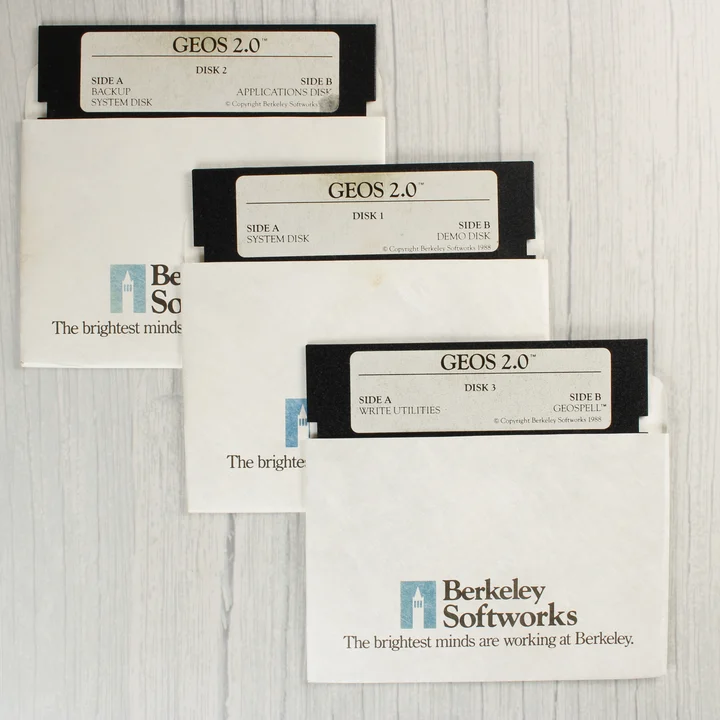 GEOS 2.0™
DISK 2
SIDE A SIDE B
BACKUP APPLICATIONS DISK
SYSTEM DISK © Copyright Berkeley Softworks
Be
So
The brightest minds
GEOS 2.0™
DISK 1
SIDE A SIDE B
SYSTEM DISK DEMO DISK
© Copyright Berkeley Softworks 1988
The brighte
GEOS 2.0™
DISK 3
SIDE A SIDE B
WRITE UTILITIES GEOSPELL™
© Copyright Berkeley Softworks 1988
Berkeley
Softworks
The brightest minds are working at Berkeley.